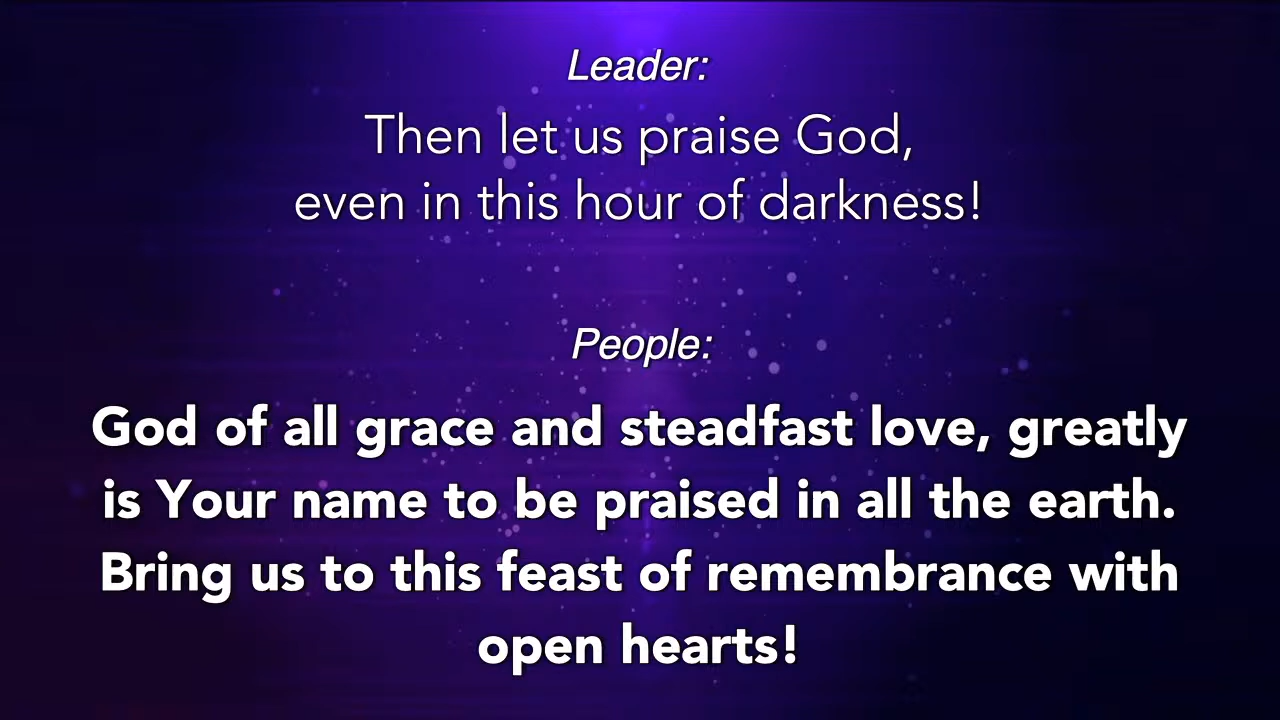 Leader:
Then let us praise God,
even in this hour of darkness!
People:
God of all grace and steadfast love, greatly
is Your name to be praised in all the earth.
Bring us to this feast of remembrance with
open hearts!